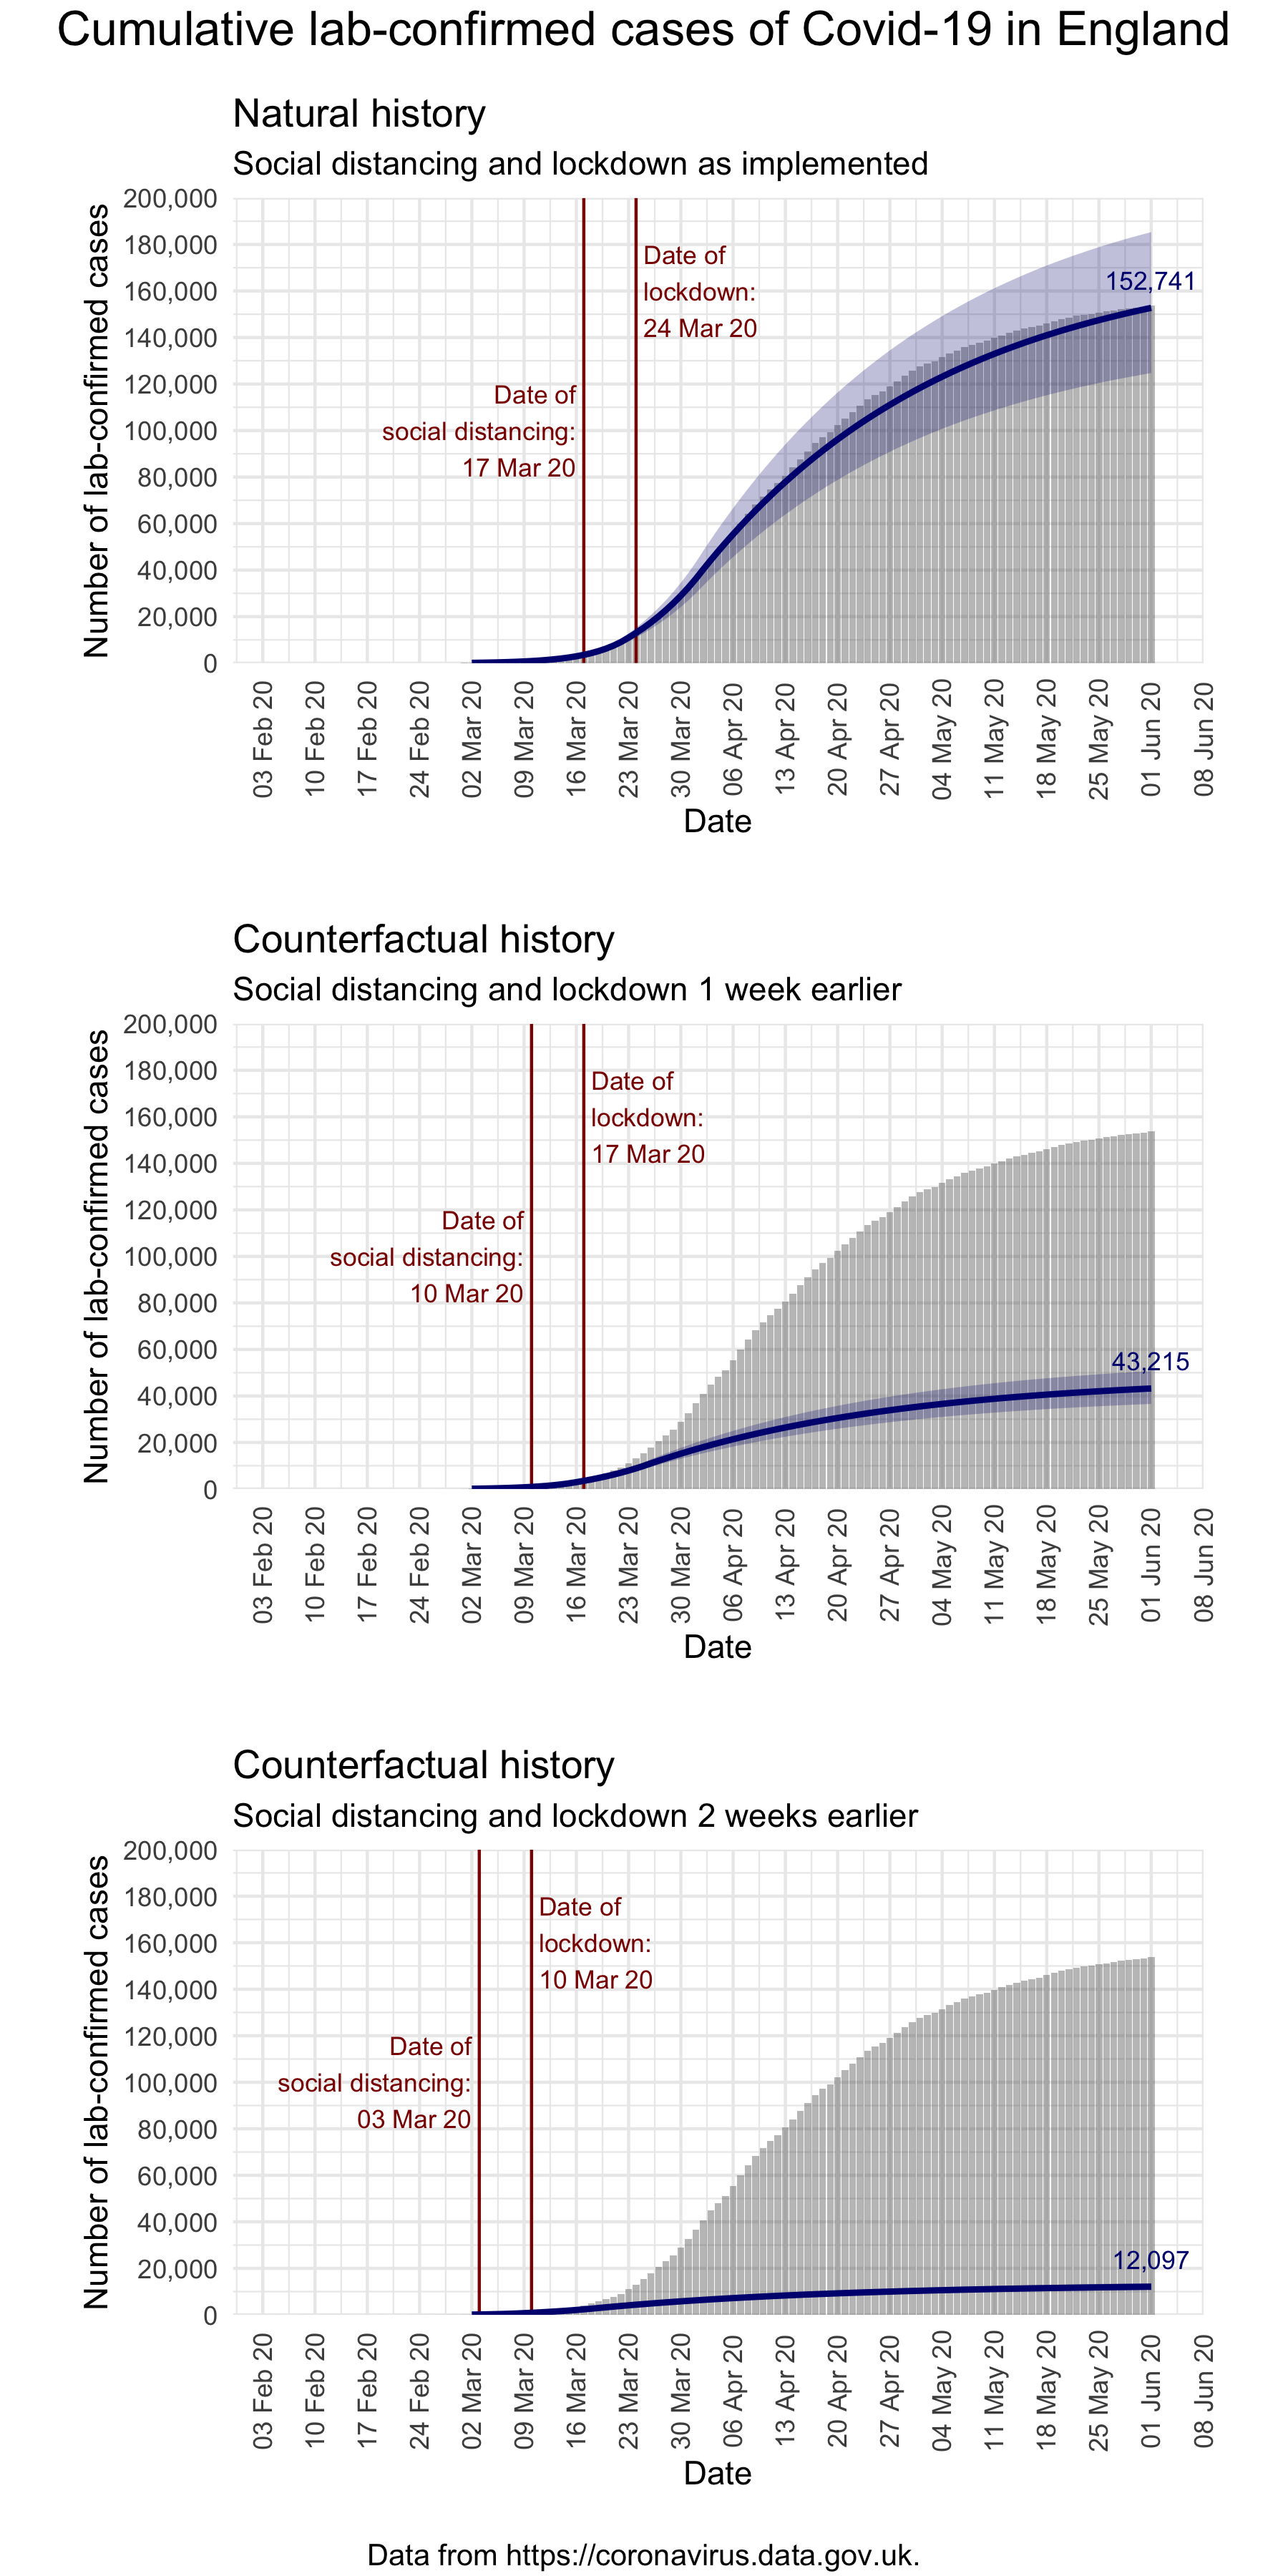 Cumulative lab-confirmed cases of Covid-19 in England
Natural history
Social distancing and lockdown as implemented
Number of lab-confirmed cases
200,000
180,000
160,000
140,000
120,000
100,000
80,000
60,000
40,000
20,000
0
Date of
lockdown:
24 Mar 20
Date of
social distancing:
17 Mar 20
152,741
03 Feb 20
10 Feb 20
17 Feb 20
24 Feb 20
02 Mar 20
09 Mar 20
16 Mar 20
23 Mar 20
30 Mar 20
06 Apr 20
13 Apr 20
20 Apr 20
27 Apr 20
04 May 20
11 May 20
18 May 20
25 May 20
01 Jun 20
08 Jun 20
Date
Counterfactual history
Social distancing and lockdown 1 week earlier
Number of lab-confirmed cases
200,000
180,000
160,000
140,000
120,000
100,000
80,000
60,000
40,000
20,000
0
Date of
lockdown:
17 Mar 20
Date of
social distancing:
10 Mar 20
43,215
03 Feb 20
10 Feb 20
17 Feb 20
24 Feb 20
02 Mar 20
09 Mar 20
16 Mar 20
23 Mar 20
30 Mar 20
06 Apr 20
13 Apr 20
20 Apr 20
27 Apr 20
04 May 20
11 May 20
18 May 20
25 May 20
01 Jun 20
08 Jun 20
Date
Counterfactual history
Social distancing and lockdown 2 weeks earlier
Number of lab-confirmed cases
200,000
180,000
160,000
140,000
120,000
100,000
80,000
60,000
40,000
20,000
0
Date of
lockdown:
10 Mar 20
Date of
social distancing:
03 Mar 20
12,097
03 Feb 20
10 Feb 20
17 Feb 20
24 Feb 20
02 Mar 20
09 Mar 20
16 Mar 20
23 Mar 20
30 Mar 20
06 Apr 20
13 Apr 20
20 Apr 20
27 Apr 20
04 May 20
11 May 20
18 May 20
25 May 20
01 Jun 20
08 Jun 20
Date
Data from https://coronavirus.data.gov.uk.